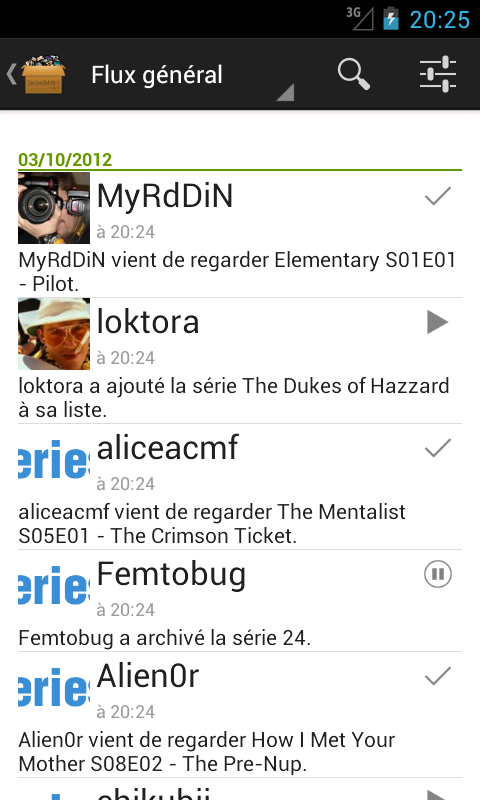 3G 20:25
Flux général
03/10/2012
MyRdDiN
à 20:24
MyRdDiN vient de regarder Elementary S01E01
- Pilot.
loktora
à 20:24
loktora a ajouté la série The Dukes of Hazzard
à sa liste.
aliceacmf
à 20:24
aliceacmf vient de regarder The Mentalist
S05E01 - The Crimson Ticket.
Femtobug
à 20:24
Femtobug a archivé la série 24.
Alien0r
à 20:24
Alien0r vient de regarder How I Met Your
Mother S08E02 - The Pre-Nup.